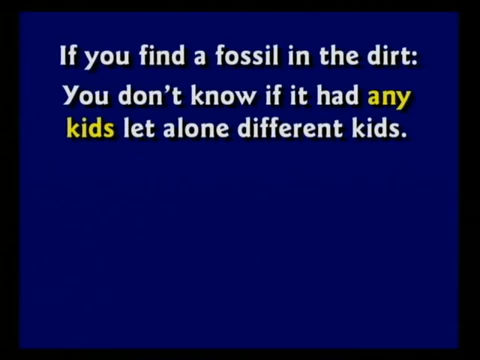 If you find a fossil in the dirt:
You don't know if it had any
kids let alone different kids.